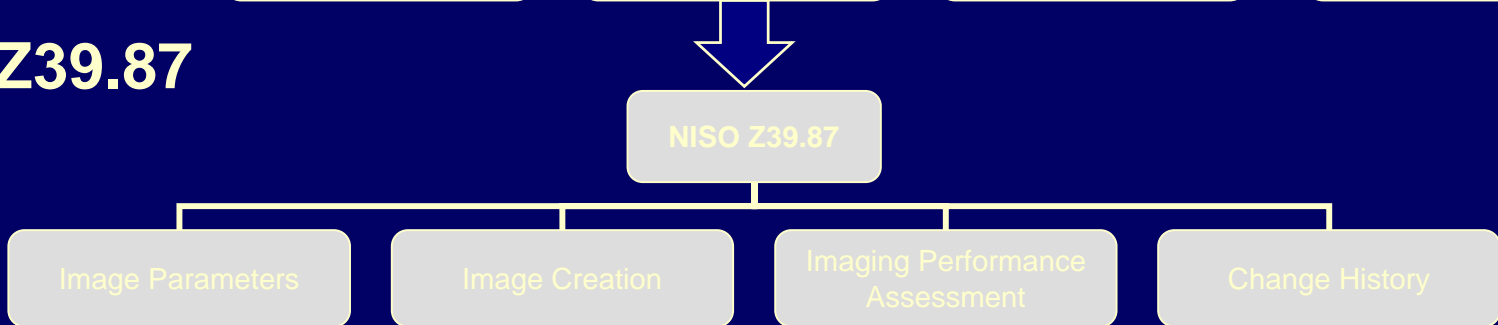 Z39.87
NISO Z39.87
Image Parameters
Image Creation
Imaging Performance
Assessment
Change History